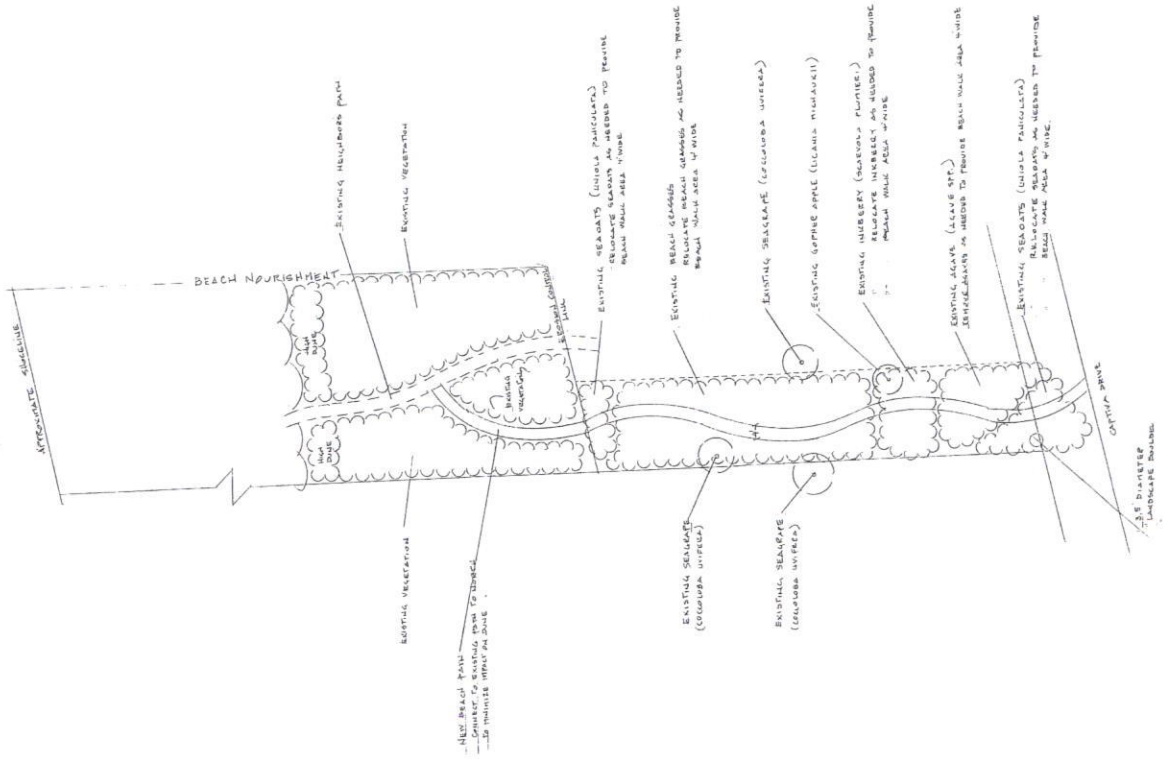 APPROXIMATE SHORELINE
BEACH NOURISHMENT
HIGH DUNE
HIGH DUNE
EXISTING NEIGHBORS PATH
EXISTING VEGETATION
EROSION CONTROL
LINE
EXISTING
VEGETATION
EXISTING VEGETATION
NEW BEACH PATH
CONNECT TO EXISTING PATH TO NORTH
TO MINIMIZE IMPACT ON DUNE.
EXISTING SEAOATS (UNIOLA PANICULATA)
RELOCATE SEAOATS AS NEEDED TO PROVIDE
BEACH WALK AREA 4' WIDE
EXISTING BEACH GRASSES
RELOCATE BEACH GRASSES AS NEEDED TO PROVIDE
BEACH WALK AREA 4' WIDE
EXISTING SEAGRAPE (COCCOLOBA UVIFERA)
EXISTING GOPHER APPLE (LICANIA MICHAUXII)
EXISTING INKBERRY (SCAEVOLA PLUMIERI)
RELOCATE INKBERRY AS NEEDED TO PROVIDE
BEACH WALK AREA 4' WIDE
EXISTING AGAVE (AGAVE SPP.)
REMOVE AGAVES AS NEEDED TO PROVIDE BEACH WALK AREA 4' WIDE
EXISTING SEAOATS (UNIOLA PANICULATA)
RELOCATE SEAOATS AS NEEDED TO PROVIDE
BEACH WALK AREA 4' WIDE.
EXISTING SEAGRAPE
(COCCOLOBA UVIFERA)
EXISTING SEAGRAPE
(COCCOLOBA UVIFERA)
CAPTIVA DRIVE
3.5' DIAMETER
LANDSCAPE BOULDER